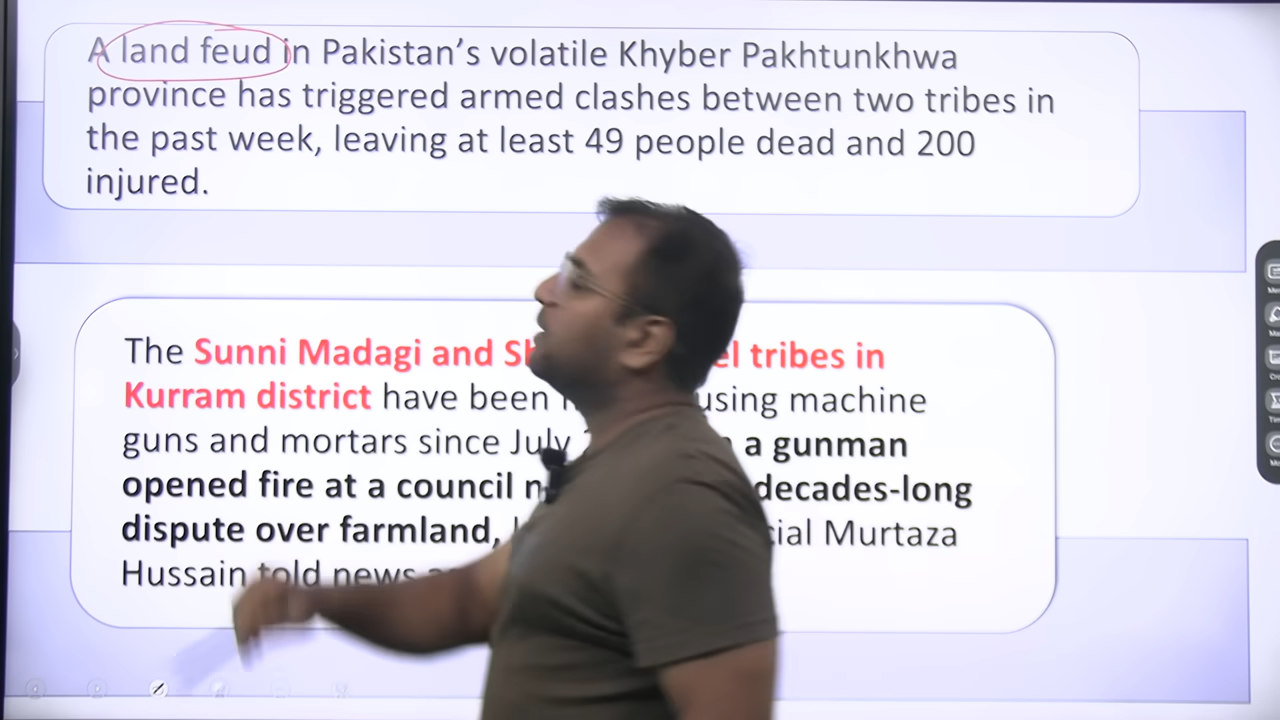 A land feud in Pakistan’s volatile Khyber Pakhtunkhwa
province has triggered armed clashes between two tribes in
the past week, leaving at least 49 people dead and 200
injured.
The Sunni Madagi and tribes in
Kurram district have been using machine
guns and mortars since July a gunman
opened fire at a council decades-long
dispute over farmland, Murtaza
Hussain told news